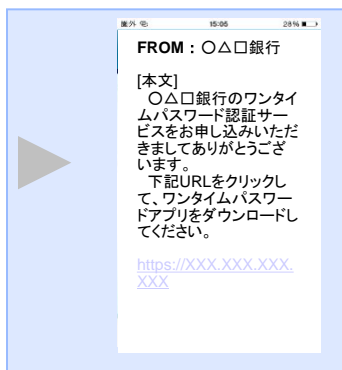 圏外 15:05 28%
FROM：〇△□銀行
[本文]
〇△□銀行のワンタイ
ムパスワード認証サー
ビスをお申し込みいただ
きましてありがとうござ
います。
下記URLをクリックし
て、ワンタイムパスワー
ドアプリをダウンロードし
てください。
https://XXX.XXX.XXX.
XXX